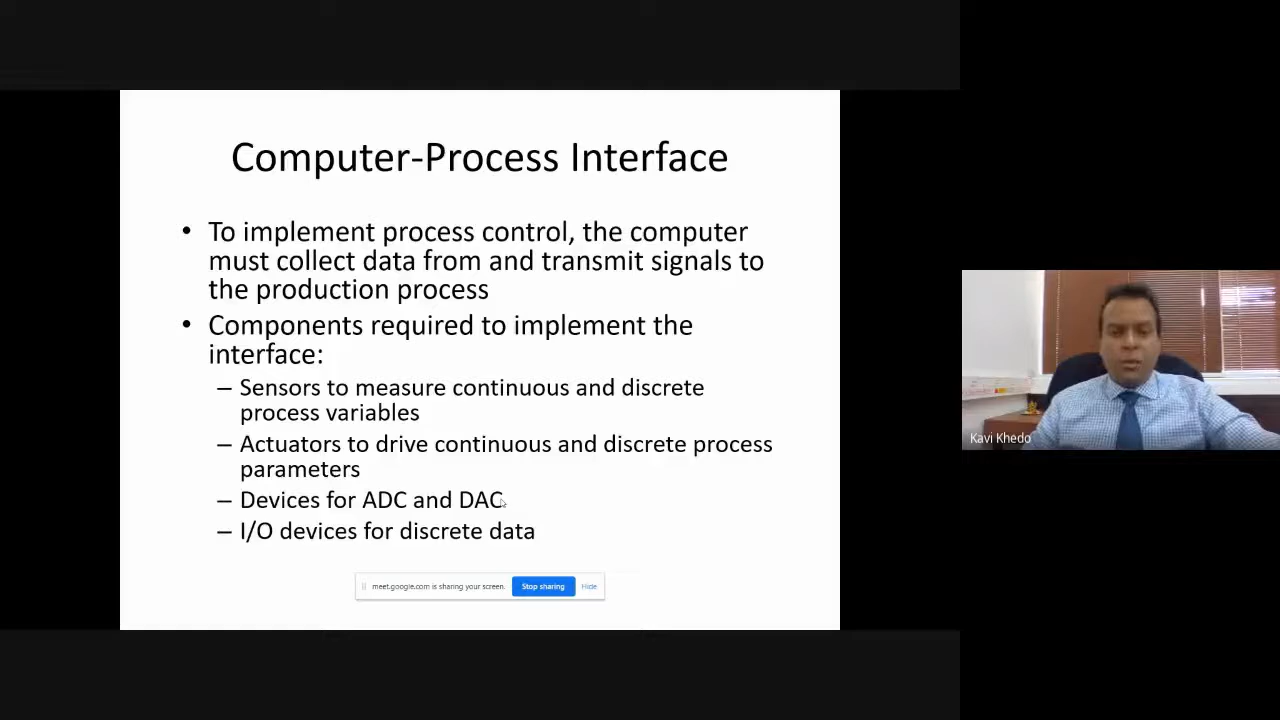 Computer-Process Interface
• To implement process control, the computer
must collect data from and transmit signals to
the production process
• Components required to implement the
interface:
– Sensors to measure continuous and discrete
process variables
– Actuators to drive continuous and discrete process
parameters
– Devices for ADC and DAC
– I/O devices for discrete data
meet.google.com is sharing your screen. Stop sharing Hide
Kavi Khedo